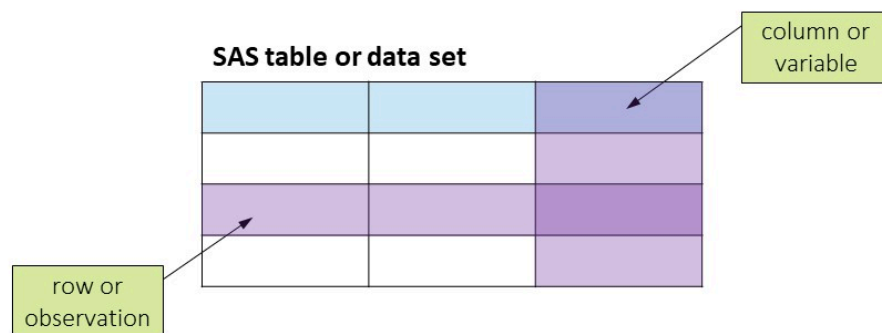 column or
variable
SAS table or data set
row or
observation